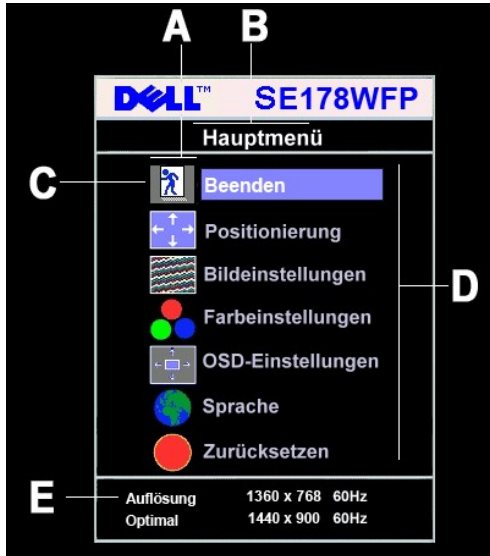 A B
DELL™ SE178WFP
Hauptmenü
C
Beenden
Positionierung
Bildeinstellungen
D
Farbeinstellungen
OSD-Einstellungen
Sprache
Zurücksetzen
E
Auflösung 1360 x 768 60Hz
Optimal 1440 x 900 60Hz